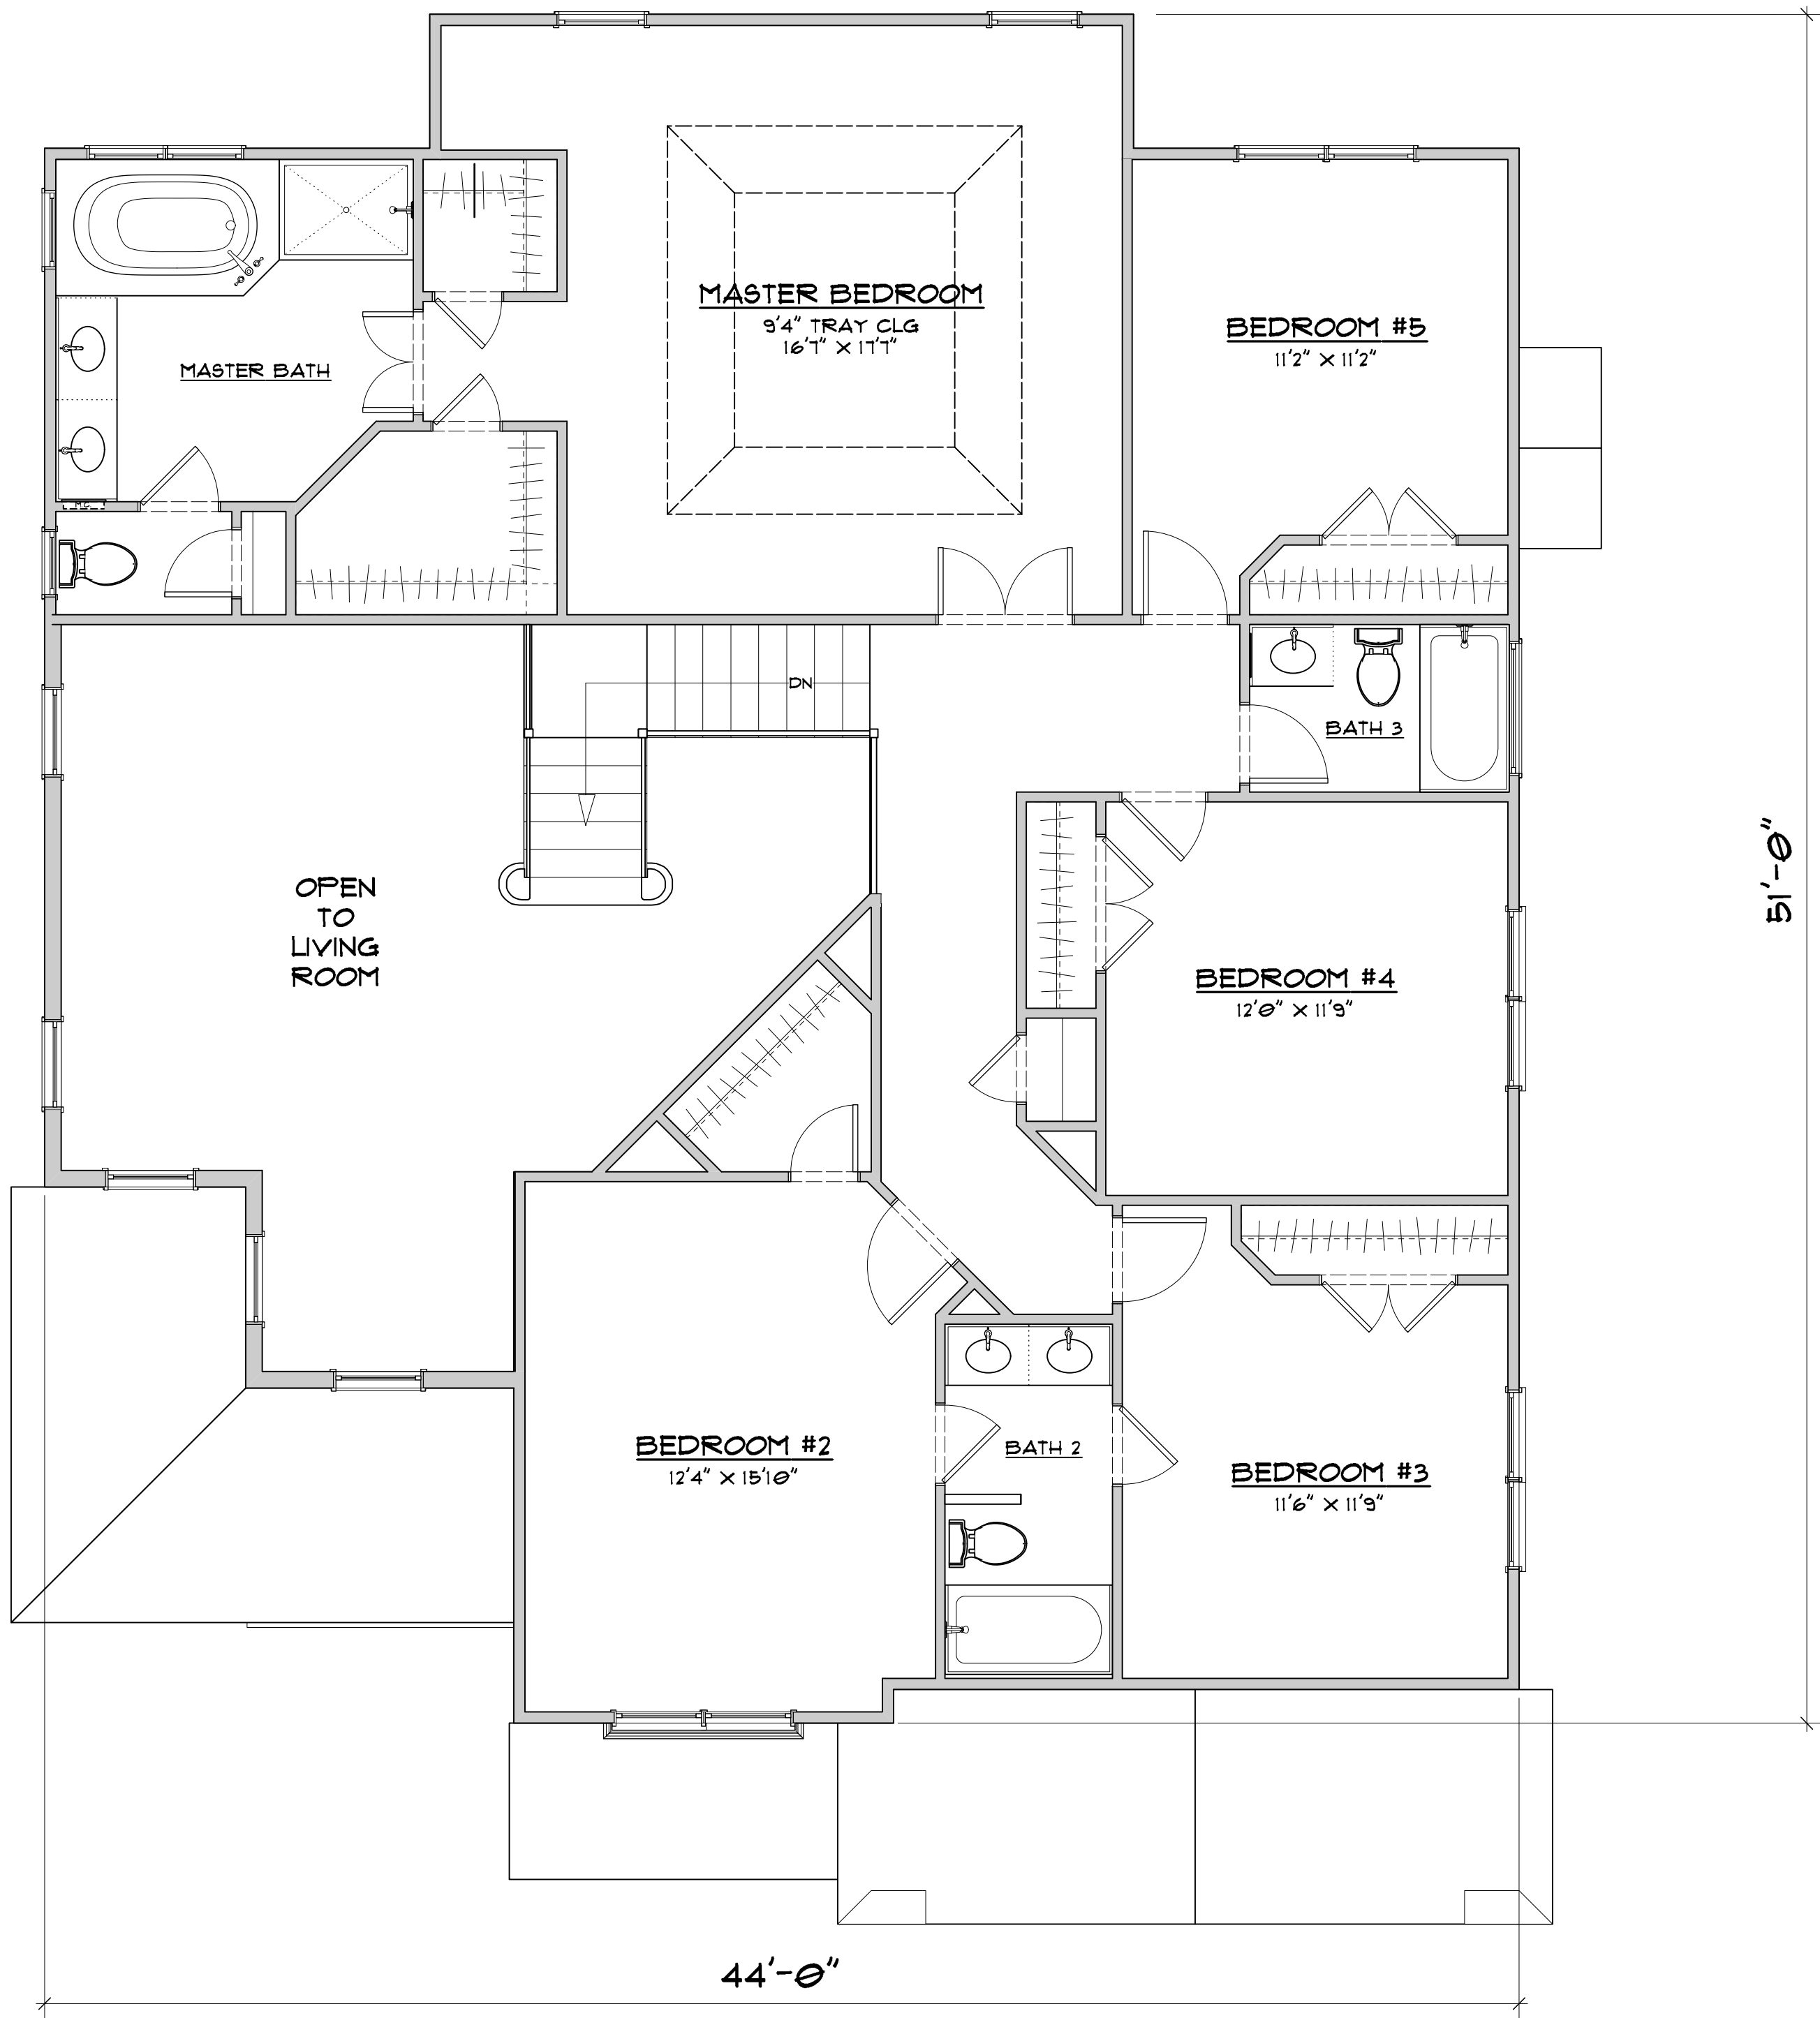 MASTER BEDROOM
9'4" TRAY CLG
16'7" X 17'7"
BEDROOM #5
11'2" X 11'2"
MASTER BATH
MC
DN
BATH 3
OPEN
TO
LIVING
ROOM
BEDROOM #4
12'0" X 11'9"
51'-0"
BEDROOM #2
12'4" X 15'10"
BATH 2
BEDROOM #3
11'6" X 11'9"
44'-0"